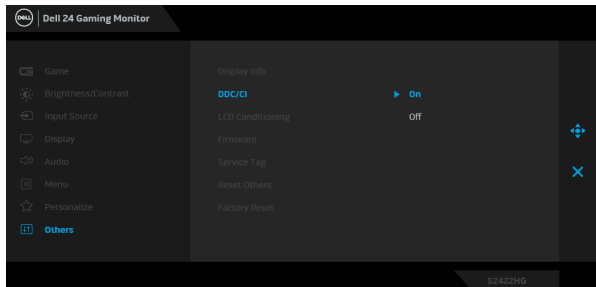 DELL
Dell 24 Gaming Monitor
Game
Brightness/Contrast
Input Source
Display
Audio
Menu
Personalize
Others
Display Info
DDC/CI
On
LCD Conditioning
Off
Firmware
Service Tag
Reset Others
Factory Reset
S2422HG